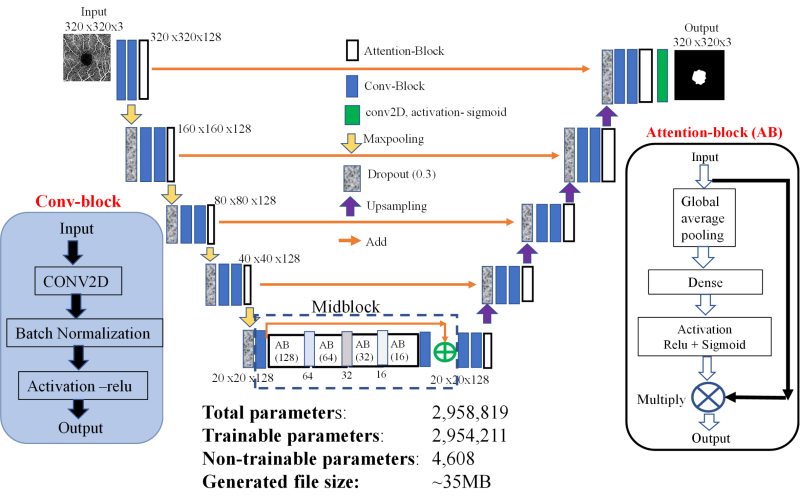 Input
320 x320x3
320 x320x128
Attention-Block
Conv-Block
conv2D, activation- sigmoid
Maxpooling
Dropout (0.3)
Upsampling
Add
Output
320 x320x3
160 x160 x 128
80 x80 x 128
40 x40 x 128
Conv-block
Input
CONV2D
Batch Normalization
Activation –relu
Output
Midblock
AB
(128)
AB
(64)
AB
(32)
AB
(16)
20 x20 x 128
64
32
16
20 x20x128
Total parameters:
2,958,819
Trainable parameters:
2,954,211
Non-trainable parameters:
4,608
Generated file size:
~35MB
Attention-block (AB)
Input
Global
average
pooling
Dense
Activation
Relu + Sigmoid
Multiply
Output